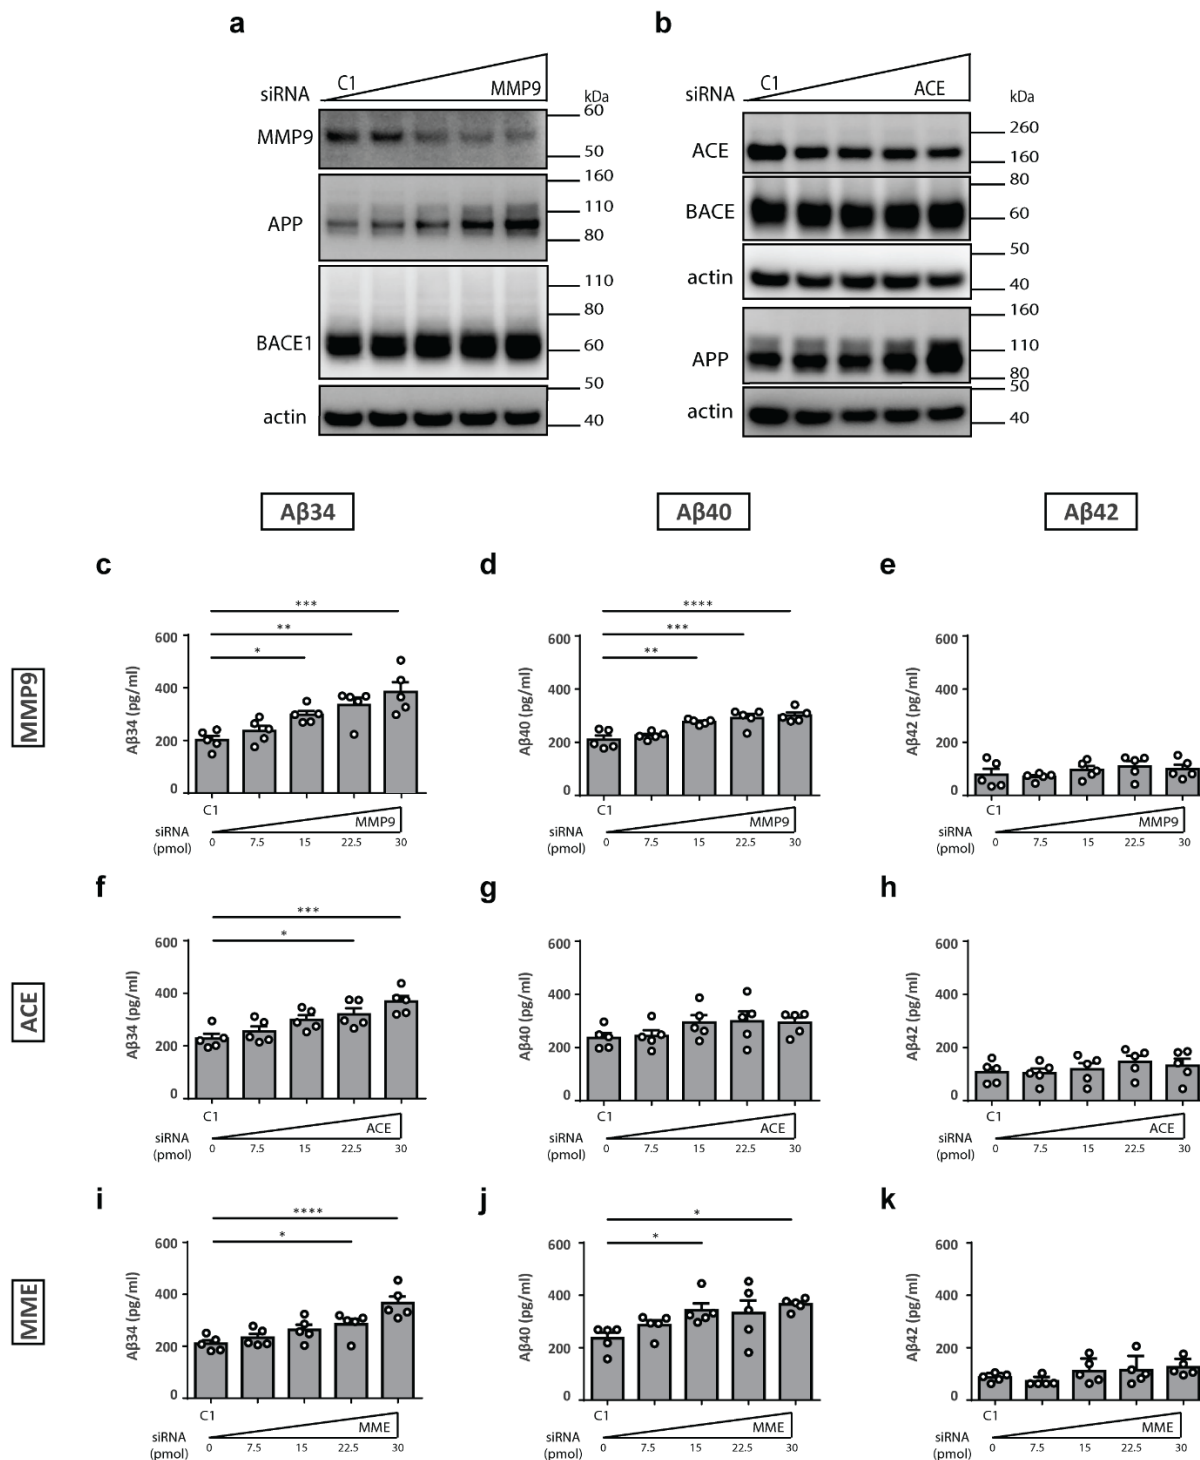 a
b
siRNA C1 MMP9 kDa
MMP9 60
50
APP 160
110
80
BACE1 110
80
60
50
actin 40
siRNA C1 ACE kDa
ACE 260
160
BACE 80
60
actin 50
40
APP 160
110
80
50
actin 40
Aβ34 Aβ40 Aβ42
MMP9
c
***
**
*
Aβ34 (pg/ml)
600
400
200
0
C1
MMP9
siRNA
(pmol) 0 7.5 15 22.5 30
d
****
***
**
Aβ40 (pg/ml)
600
400
200
0
C1
MMP9
siRNA
(pmol) 0 7.5 15 22.5 30
e
Aβ42 (pg/ml)
600
400
200
0
C1
MMP9
siRNA
(pmol) 0 7.5 15 22.5 30
ACE
f
***
*
Aβ34 (pg/ml)
600
400
200
0
C1
ACE
siRNA
(pmol) 0 7.5 15 22.5 30
g
Aβ40 (pg/ml)
600
400
200
0
C1
ACE
siRNA
(pmol) 0 7.5 15 22.5 30
h
Aβ42 (pg/ml)
600
400
200
0
C1
ACE
siRNA
(pmol) 0 7.5 15 22.5 30
MME
i
****
*
Aβ34 (pg/ml)
600
400
200
0
C1
MME
siRNA
(pmol) 0 7.5 15 22.5 30
j
*
*
Aβ40 (pg/ml)
600
400
200
0
C1
MME
siRNA
(pmol) 0 7.5 15 22.5 30
k
Aβ42 (pg/ml)
600
400
200
0
C1
MME
siRNA
(pmol) 0 7.5 15 22.5 30